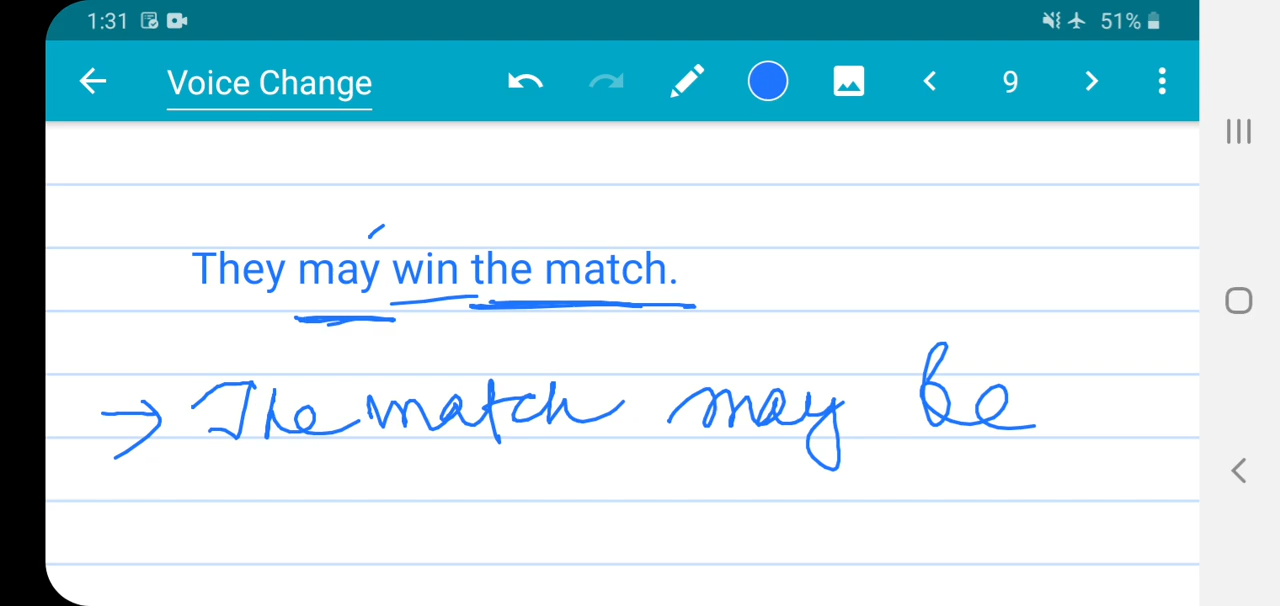 1:31 51%
Voice Change 9
They may win the match.
→ The match may be